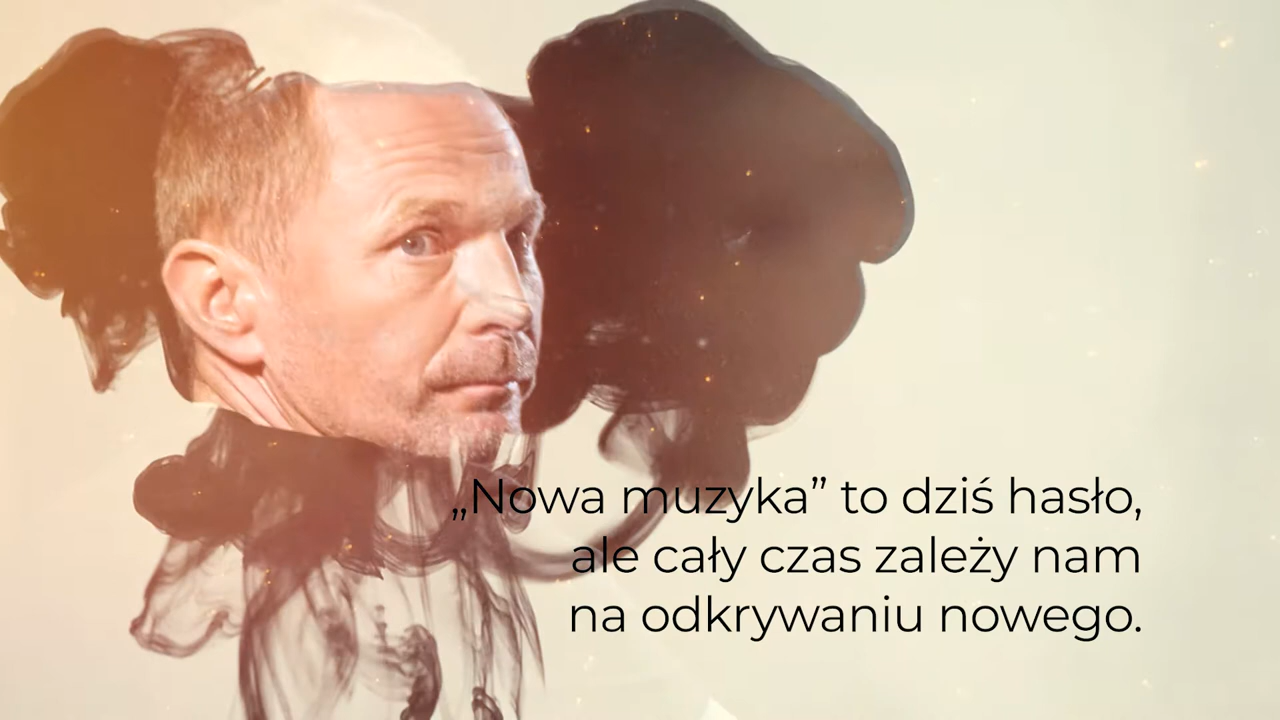 „Nowa muzyka” to dziś hasło,
ale cały czas zależy nam
na odkrywaniu nowego.